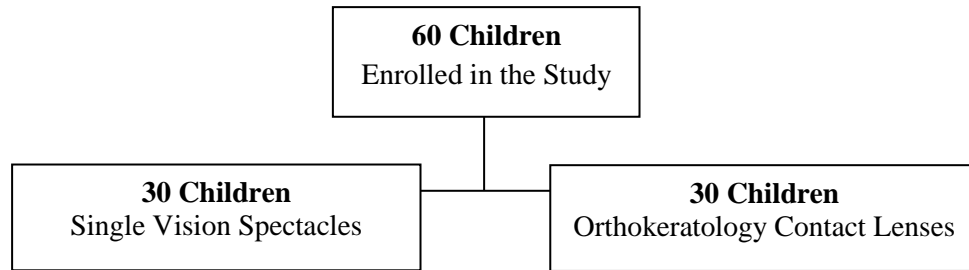 60 Children
Enrolled in the Study
30 Children
Single Vision Spectacles
30 Children
Orthokeratology Contact Lenses